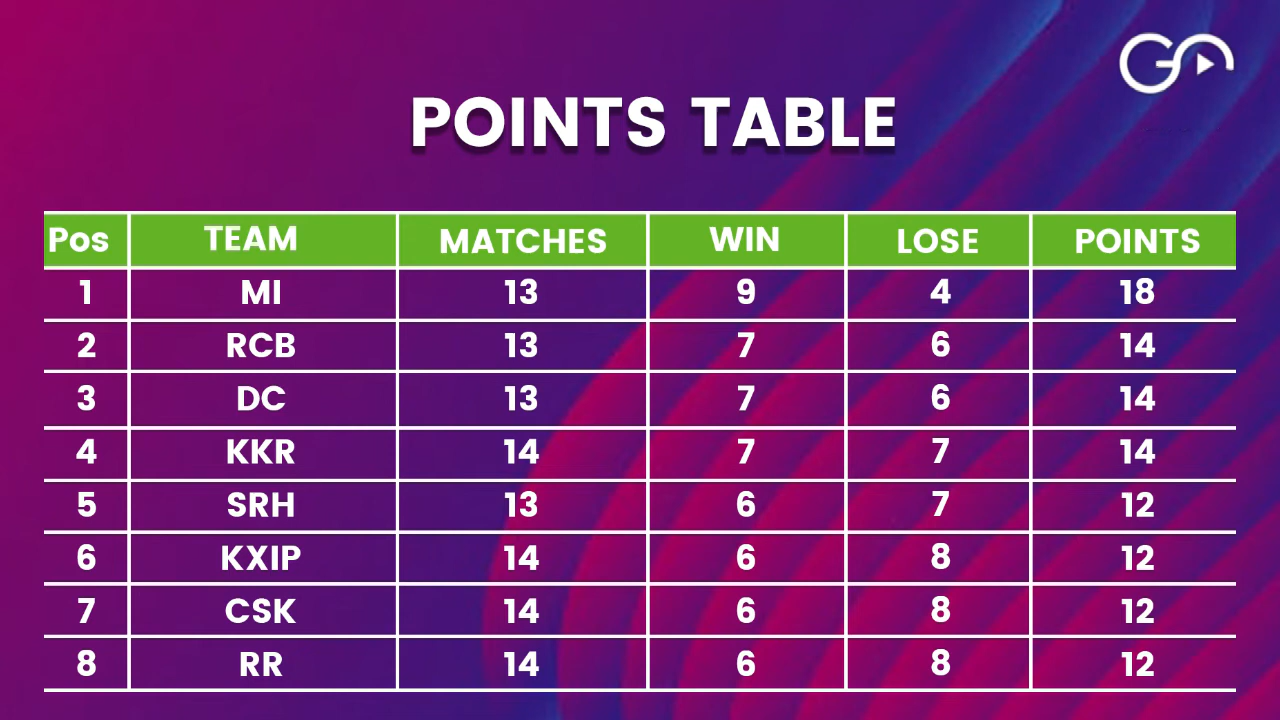 GO
POINTS TABLE
Pos TEAM MATCHES WIN LOSE POINTS
1 MI 13 9 4 18
2 RCB 13 7 6 14
3 DC 13 7 6 14
4 KKR 14 7 7 14
5 SRH 13 6 7 12
6 KXIP 14 6 8 12
7 CSK 14 6 8 12
8 RR 14 6 8 12